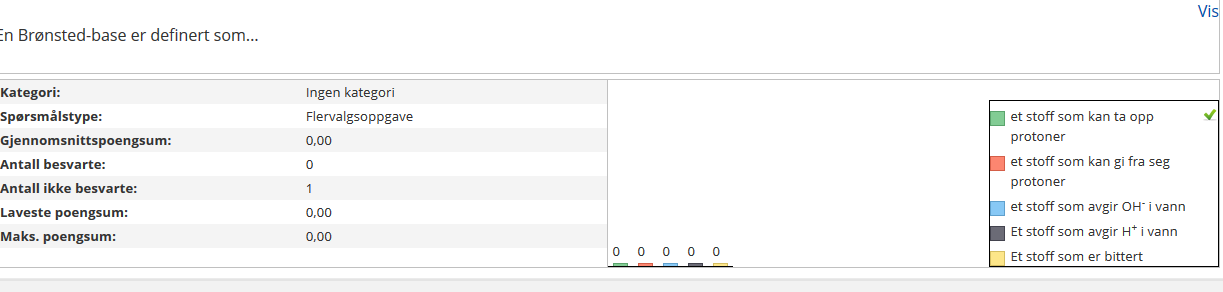 Vis
En Brønsted-base er definert som...
Kategori: Ingen kategori
Spørsmålstype: Flervalgsoppgave
Gjennomsnittspoengsum: 0,00
Antall besvarte: 0
Antall ikke besvarte: 1
Laveste poengsum: 0,00
Maks. poengsum: 0,00
0 0 0 0 0
et stoff som kan ta opp
protoner
et stoff som kan gi fra seg
protoner
et stoff som avgir OH⁻ i vann
Et stoff som avgir H⁺ i vann
Et stoff som er bittert